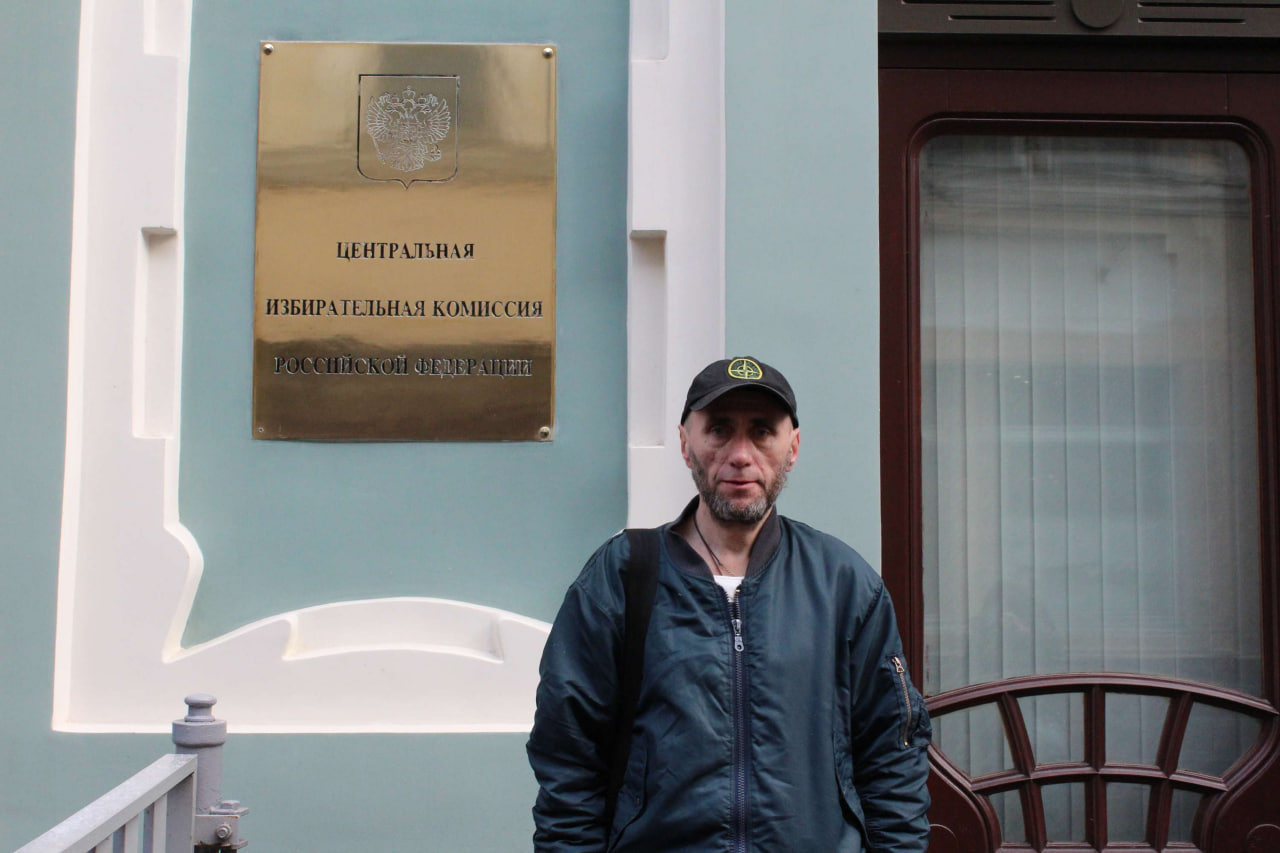 ЦЕНТРАЛЬНАЯ
ИЗБИРАТЕЛЬНАЯ КОМИССИЯ
РОССИЙСКОЙ ФЕДЕРАЦИИ